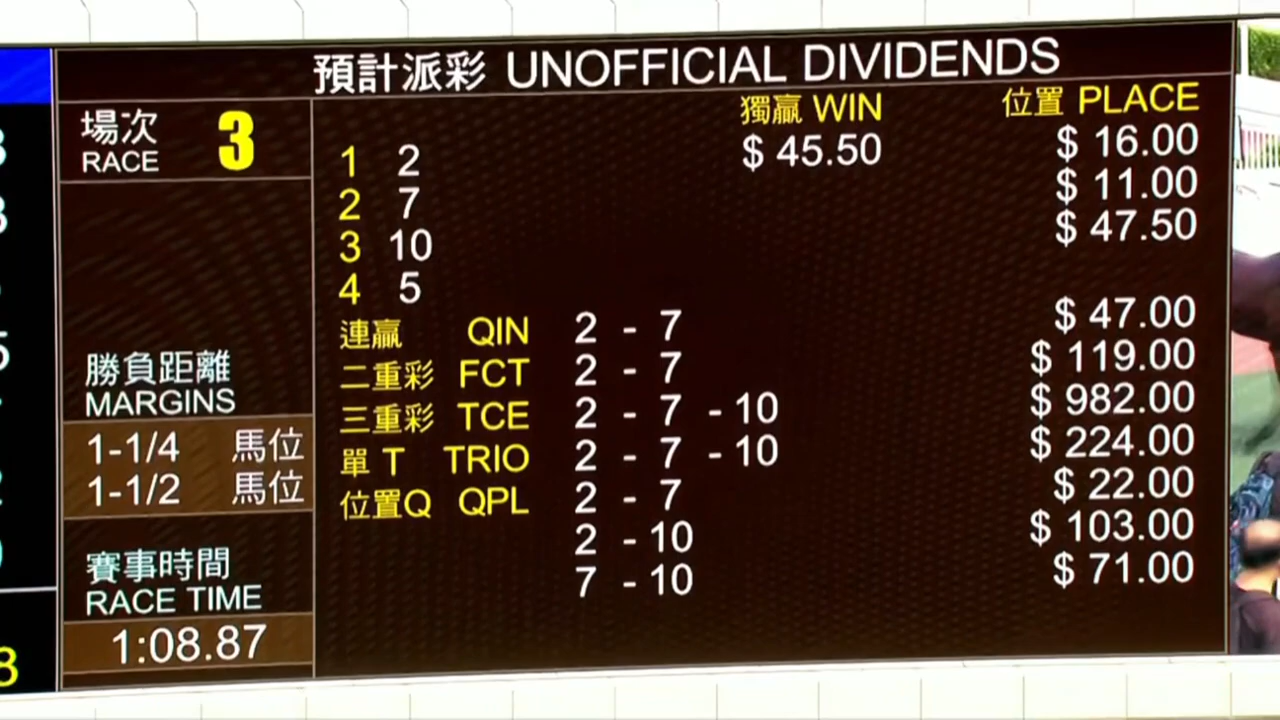 預計派彩 UNOFFICIAL DIVIDENDS
場次 RACE 3
獨贏 WIN 位置 PLACE
1 2 $ 45.50 $ 16.00
2 7 $ 11.00
3 10 $ 47.50
4 5
連贏 QIN 2 - 7 $ 47.00
二重彩 FCT 2 - 7 $ 119.00
三重彩 TCE 2 - 7 - 10 $ 982.00
單T TRIO 2 - 7 - 10 $ 224.00
位置Q QPL 2 - 7 $ 22.00
2 - 10 $ 103.00
7 - 10 $ 71.00
勝負距離
MARGINS
1-1/4 馬位
1-1/2 馬位
賽事時間
RACE TIME
1:08.87